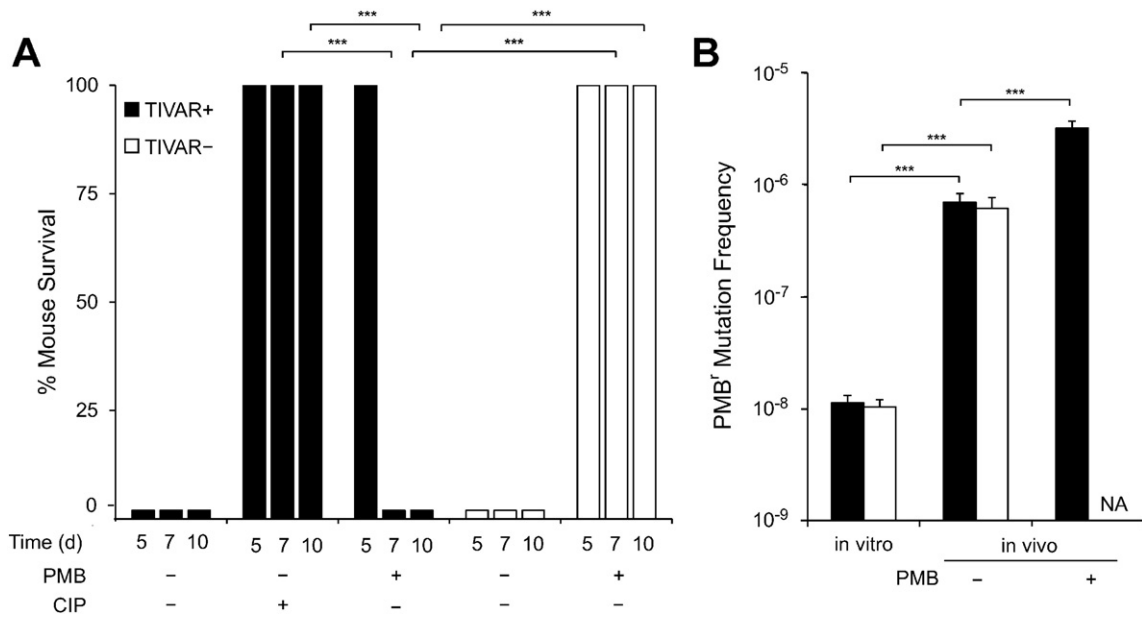 A
***
***
***
***
% Mouse Survival
100
75
50
25
0
TIVAR+
TIVAR−
Time (d) 5 7 10 5 7 10 5 7 10 5 7 10 5 7 10
PMB − − + − +
CIP − + − − −
B
PMBʳ Mutation Frequency
10⁻⁵
10⁻⁶
10⁻⁷
10⁻⁸
10⁻⁹
***
***
***
NA
in vitro in vivo
PMB − +